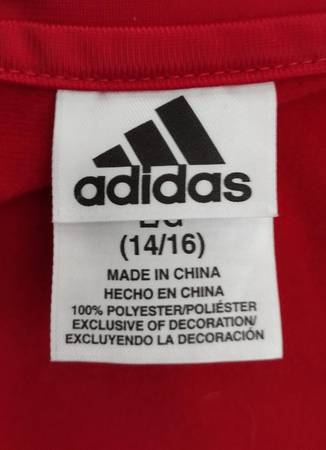 adidas
L/G
(14/16)
MADE IN CHINA
HECHO EN CHINA
100% POLYESTER/POLIÉSTER
EXCLUSIVE OF DECORATION/
EXCLUYENDO LA DECORACIÓN